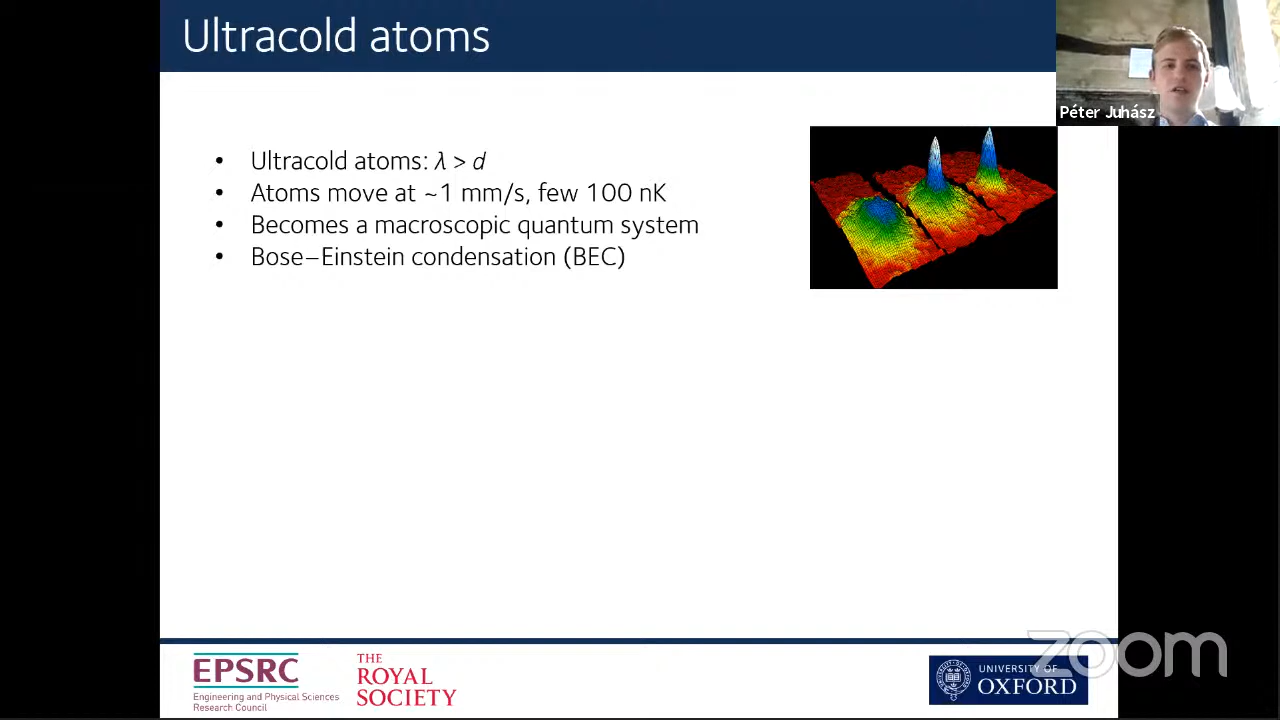 Ultracold atoms
Péter Juhász
• Ultracold atoms: λ > d
• Atoms move at ~1 mm/s, few 100 nK
• Becomes a macroscopic quantum system
• Bose–Einstein condensation (BEC)
EPSRC
Engineering and Physical Sciences
Research Council
THE
ROYAL
SOCIETY
UNIVERSITY OF
OXFORD
zoom